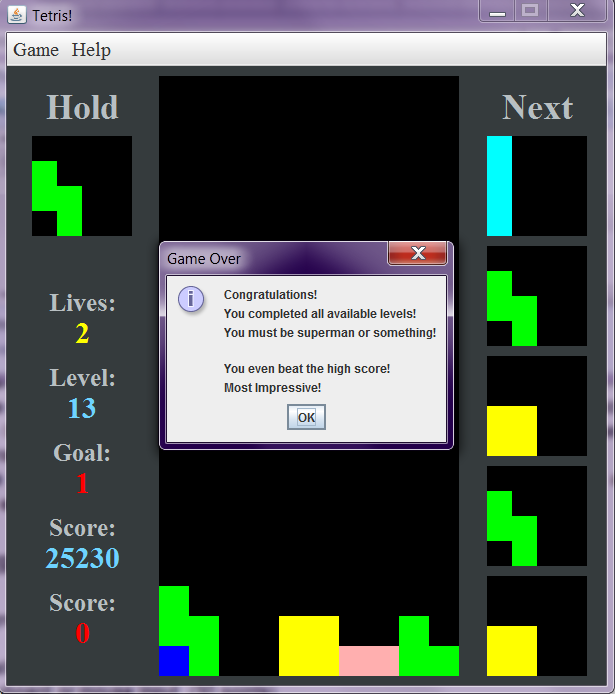 Tetris!
Game Help
Hold
Next
Lives:
2
Level:
13
Goal:
1
Score:
25230
Score:
0
Game Over
Congratulations!
You completed all available levels!
You must be superman or something!
You even beat the high score!
Most Impressive!
OK